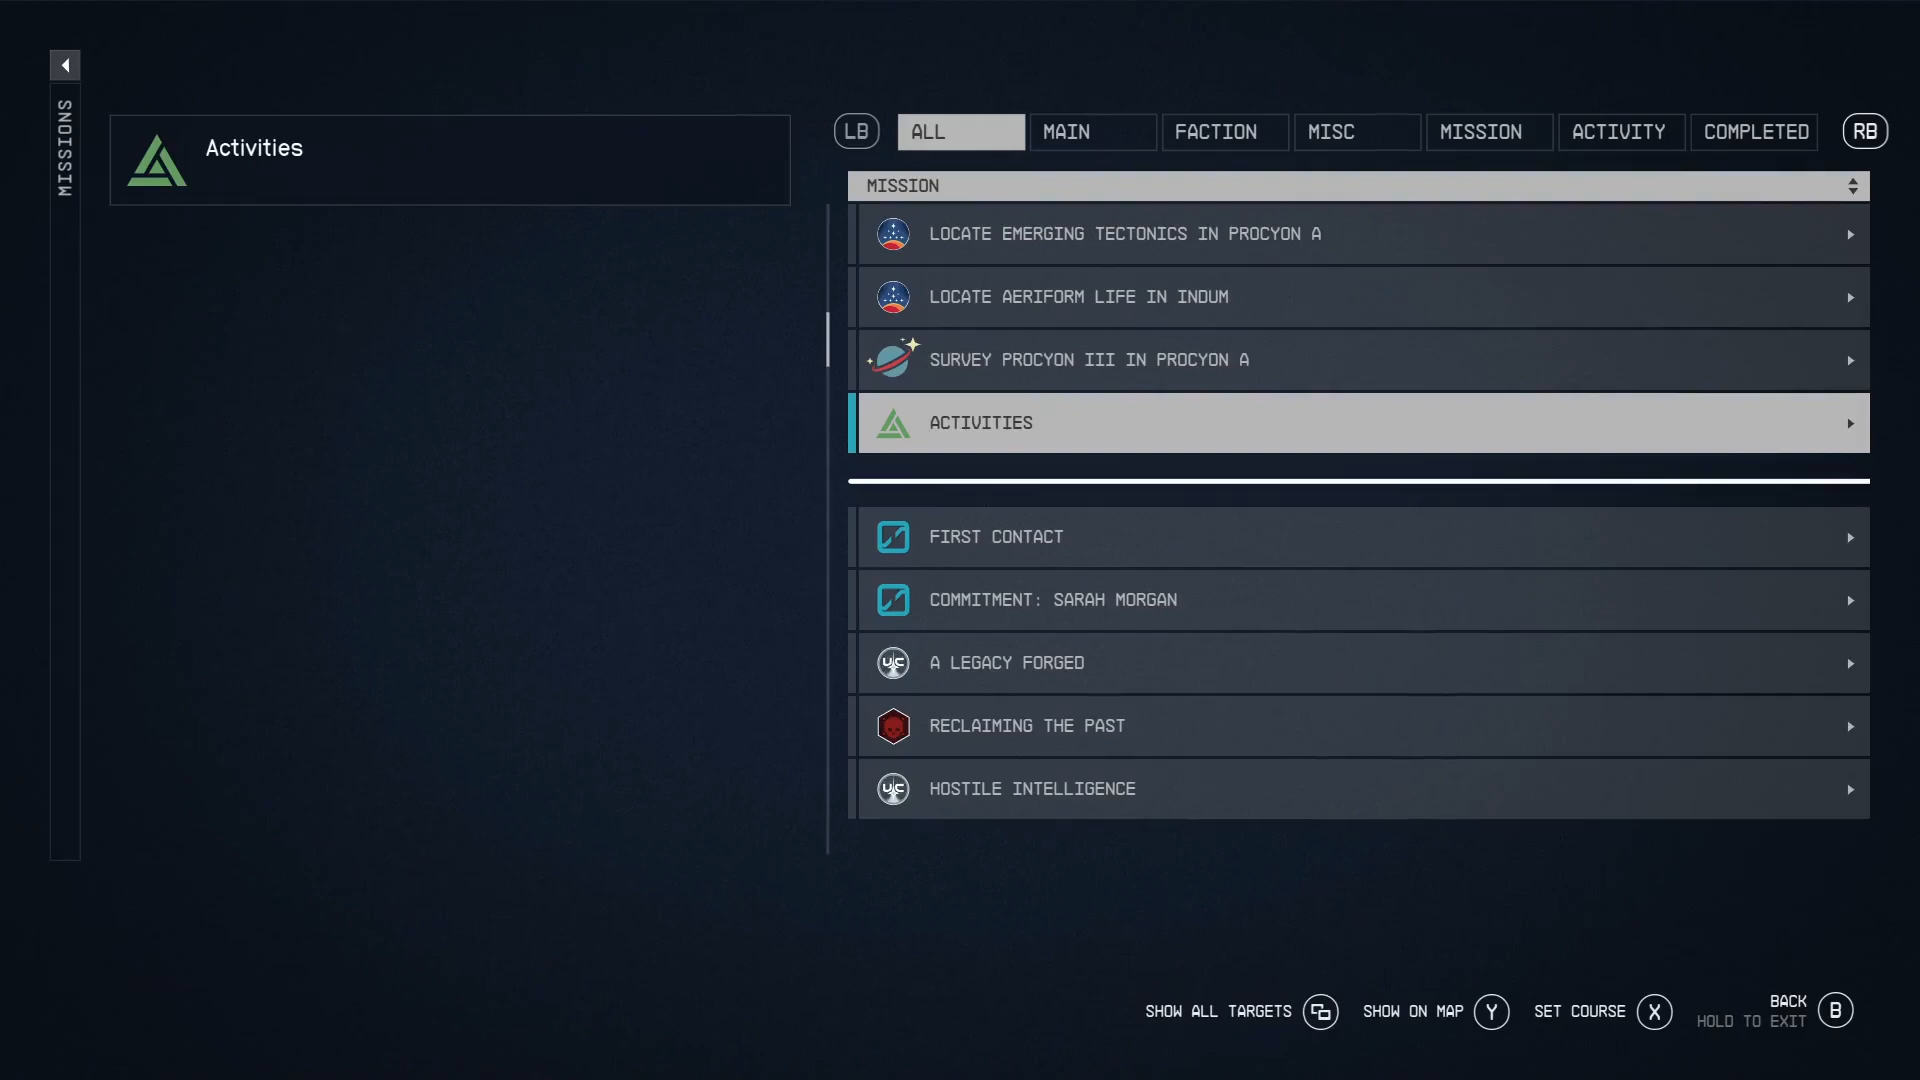 MISSIONS
Activities
LB
ALL
MAIN
FACTION
MISC
MISSION
ACTIVITY
COMPLETED
RB
MISSION
LOCATE EMERGING TECTONICS IN PROCYON A
LOCATE AERIFORM LIFE IN INDUM
SURVEY PROCYON III IN PROCYON A
ACTIVITIES
FIRST CONTACT
COMMITMENT: SARAH MORGAN
UC
A LEGACY FORGED
RECLAIMING THE PAST
UC
HOSTILE INTELLIGENCE
SHOW ALL TARGETS
SHOW ON MAP Y
SET COURSE X
BACK B
HOLD TO EXIT